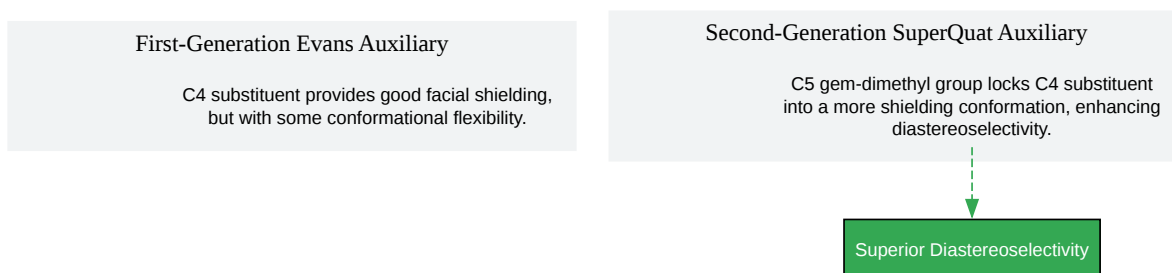 First-Generation Evans Auxiliary
C4 substituent provides good facial shielding,
but with some conformational flexibility.
Second-Generation SuperQuat Auxiliary
C5 gem-dimethyl group locks C4 substituent
into a more shielding conformation, enhancing
diastereoselectivity.
Superior Diastereoselectivity